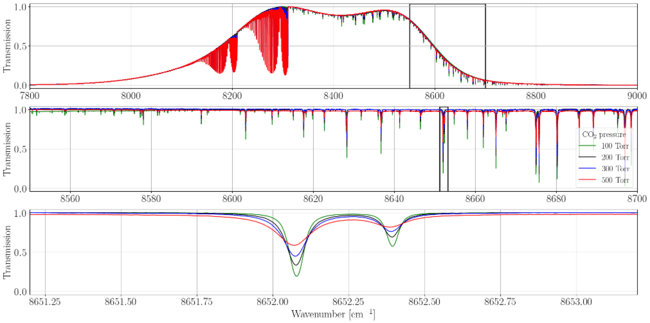 Transmission
1.0
0.5
0.0
7800 8000 8200 8400 8600 8800 9000
Transmission
1.0
0.5
0.0
CO2 pressure
100 Torr
200 Torr
300 Torr
500 Torr
8560 8580 8600 8620 8640 8660 8680 8700
Transmission
1.0
0.5
0.0
8651.25 8651.50 8651.75 8652.00 8652.25 8652.50 8652.75 8653.00
Wavenumber [cm⁻¹]